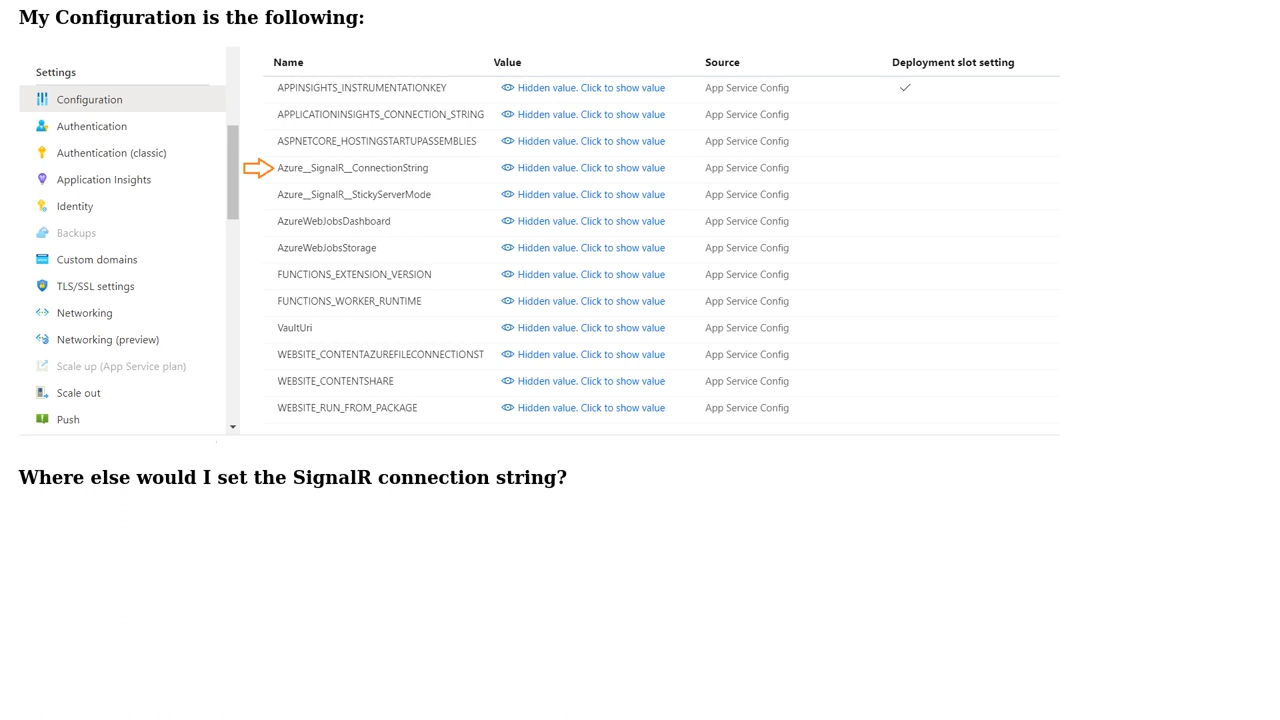 My Configuration is the following:
Settings
Configuration
Authentication
Authentication (classic)
Application Insights
Identity
Backups
Custom domains
TLS/SSL settings
Networking
Networking (preview)
Scale up (App Service plan)
Scale out
Push
Name Value Source Deployment slot setting
APPINSIGHTS_INSTRUMENTATIONKEY Hidden value. Click to show value App Service Config
APPLICATIONINSIGHTS_CONNECTION_STRING Hidden value. Click to show value App Service Config
ASPNETCORE_HOSTINGSTARTUPASSEMBLIES Hidden value. Click to show value App Service Config
Azure__SignalR__ConnectionString Hidden value. Click to show value App Service Config
Azure__SignalR__StickyServerMode Hidden value. Click to show value App Service Config
AzureWebJobsDashboard Hidden value. Click to show value App Service Config
AzureWebJobsStorage Hidden value. Click to show value App Service Config
FUNCTIONS_EXTENSION_VERSION Hidden value. Click to show value App Service Config
FUNCTIONS_WORKER_RUNTIME Hidden value. Click to show value App Service Config
VaultUri Hidden value. Click to show value App Service Config
WEBSITE_CONTENTAZUREFILECONNECTIONST Hidden value. Click to show value App Service Config
WEBSITE_CONTENTSHARE Hidden value. Click to show value App Service Config
WEBSITE_RUN_FROM_PACKAGE Hidden value. Click to show value App Service Config
Where else would I set the SignalR connection string?